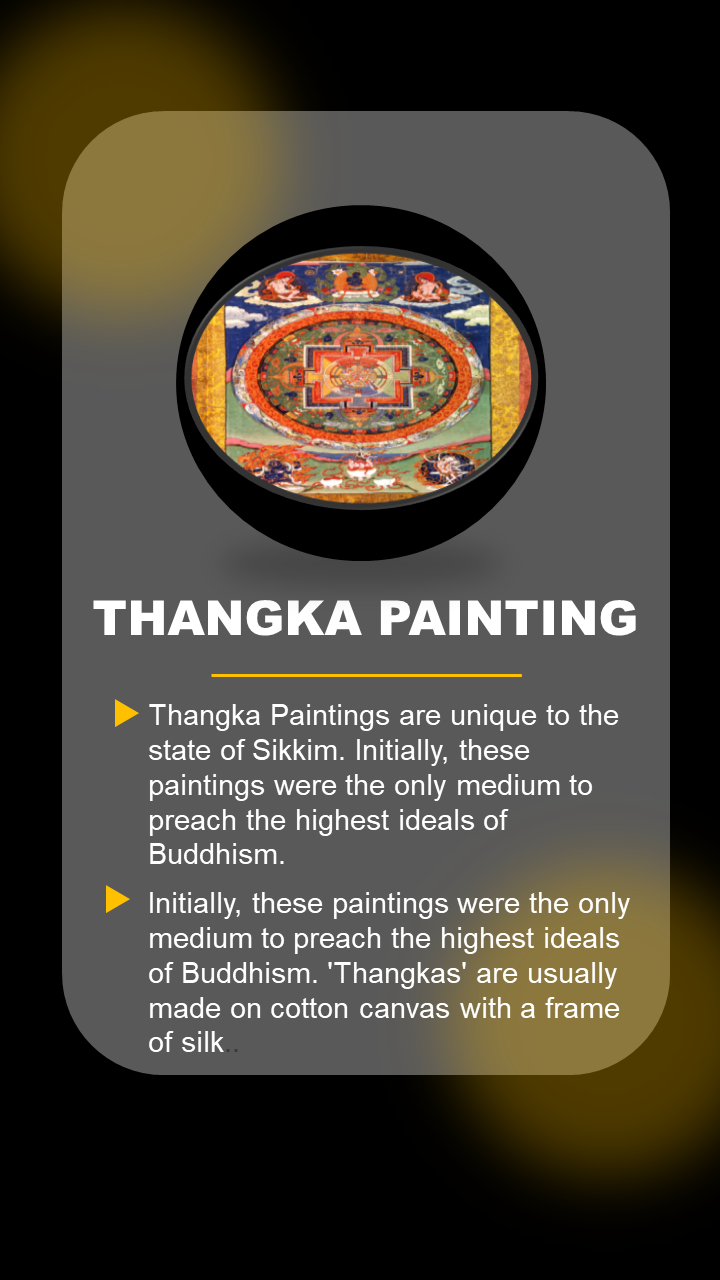 THANGKA PAINTING
Thangka Paintings are unique to the
state of Sikkim. Initially, these
paintings were the only medium to
preach the highest ideals of
Buddhism.
Initially, these paintings were the only
medium to preach the highest ideals
of Buddhism. 'Thangkas' are usually
made on cotton canvas with a frame
of silk..